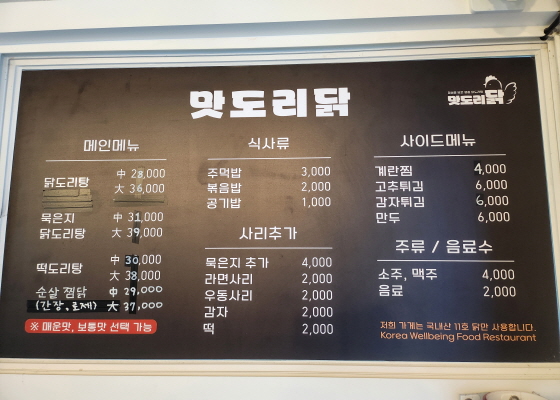 맛도리닭
맛도리닭
메인메뉴
닭도리탕 中 28,000
大 36,000
묵은지 닭도리탕 中 31,000
大 39,000
떡도리탕 中 30,000
大 38,000
순살 찜닭 中 29,000
(간장, 로제) 大 37,000
※ 매운맛, 보통맛 선택 가능
식사류
주먹밥 3,000
볶음밥 2,000
공기밥 1,000
사리추가
묵은지 추가 4,000
라면사리 2,000
우동사리 2,000
감자 2,000
떡 2,000
사이드메뉴
계란찜 4,000
고추튀김 6,000
감자튀김 6,000
만두 6,000
주류 / 음료수
소주, 맥주 4,000
음료 2,000
저희 가게는 국내산 11호 닭만 사용합니다.
Korea Wellbeing Food Restaurant